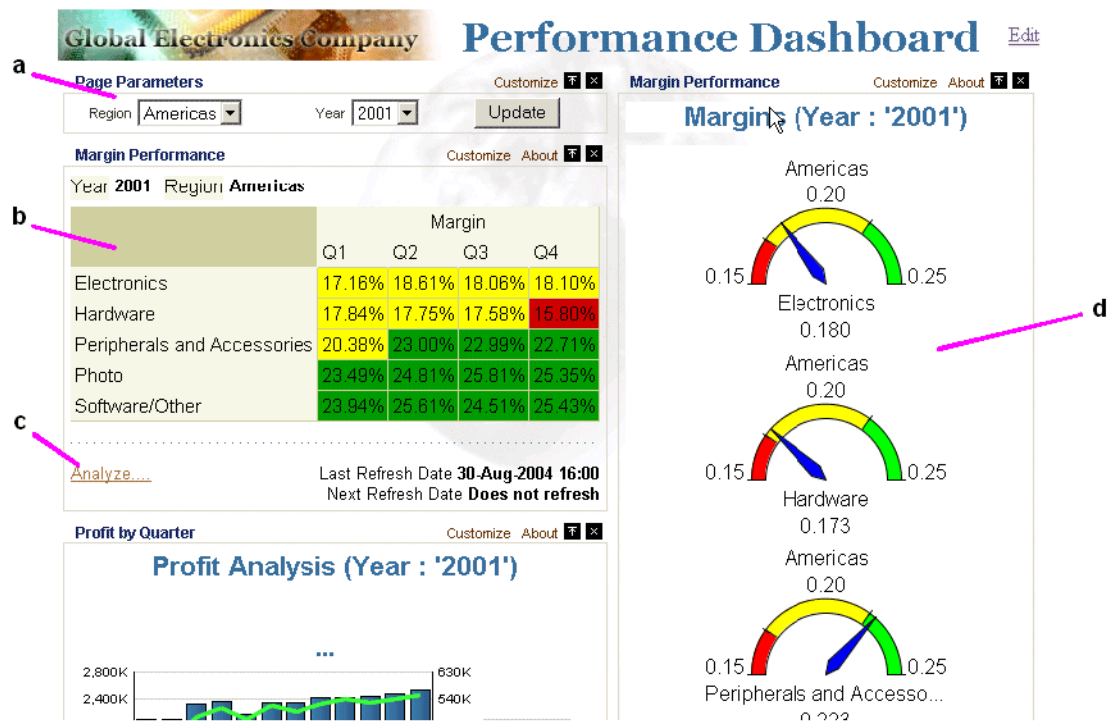 Global Electronics Company
Performance Dashboard
Edit
a
Page Parameters
Customize
Region Americas
Year 2001
Update
Margin Performance
Customize About
Year 2001 Region Americas
b
Margin
Q1 Q2 Q3 Q4
Electronics 17.16% 18.61% 18.06% 18.10%
Hardware 17.84% 17.75% 17.58% 15.80%
Peripherals and Accessories 20.38% 23.00% 22.99% 22.71%
Photo 23.49% 24.81% 25.81% 25.35%
Software/Other 23.94% 25.61% 24.51% 25.43%
c
Analyze....
Last Refresh Date 30-Aug-2004 16:00
Next Refresh Date Does not refresh
Profit by Quarter
Customize About
Profit Analysis (Year : '2001')
...
2,800K 630K
2,400K 540K
Margin Performance
Customize About
Margins (Year : '2001')
Americas
0.20
0.15 0.25
Electronics
0.180
d
Americas
0.20
0.15 0.25
Hardware
0.173
Americas
0.20
0.15 0.25
Peripherals and Accesso...
0.223